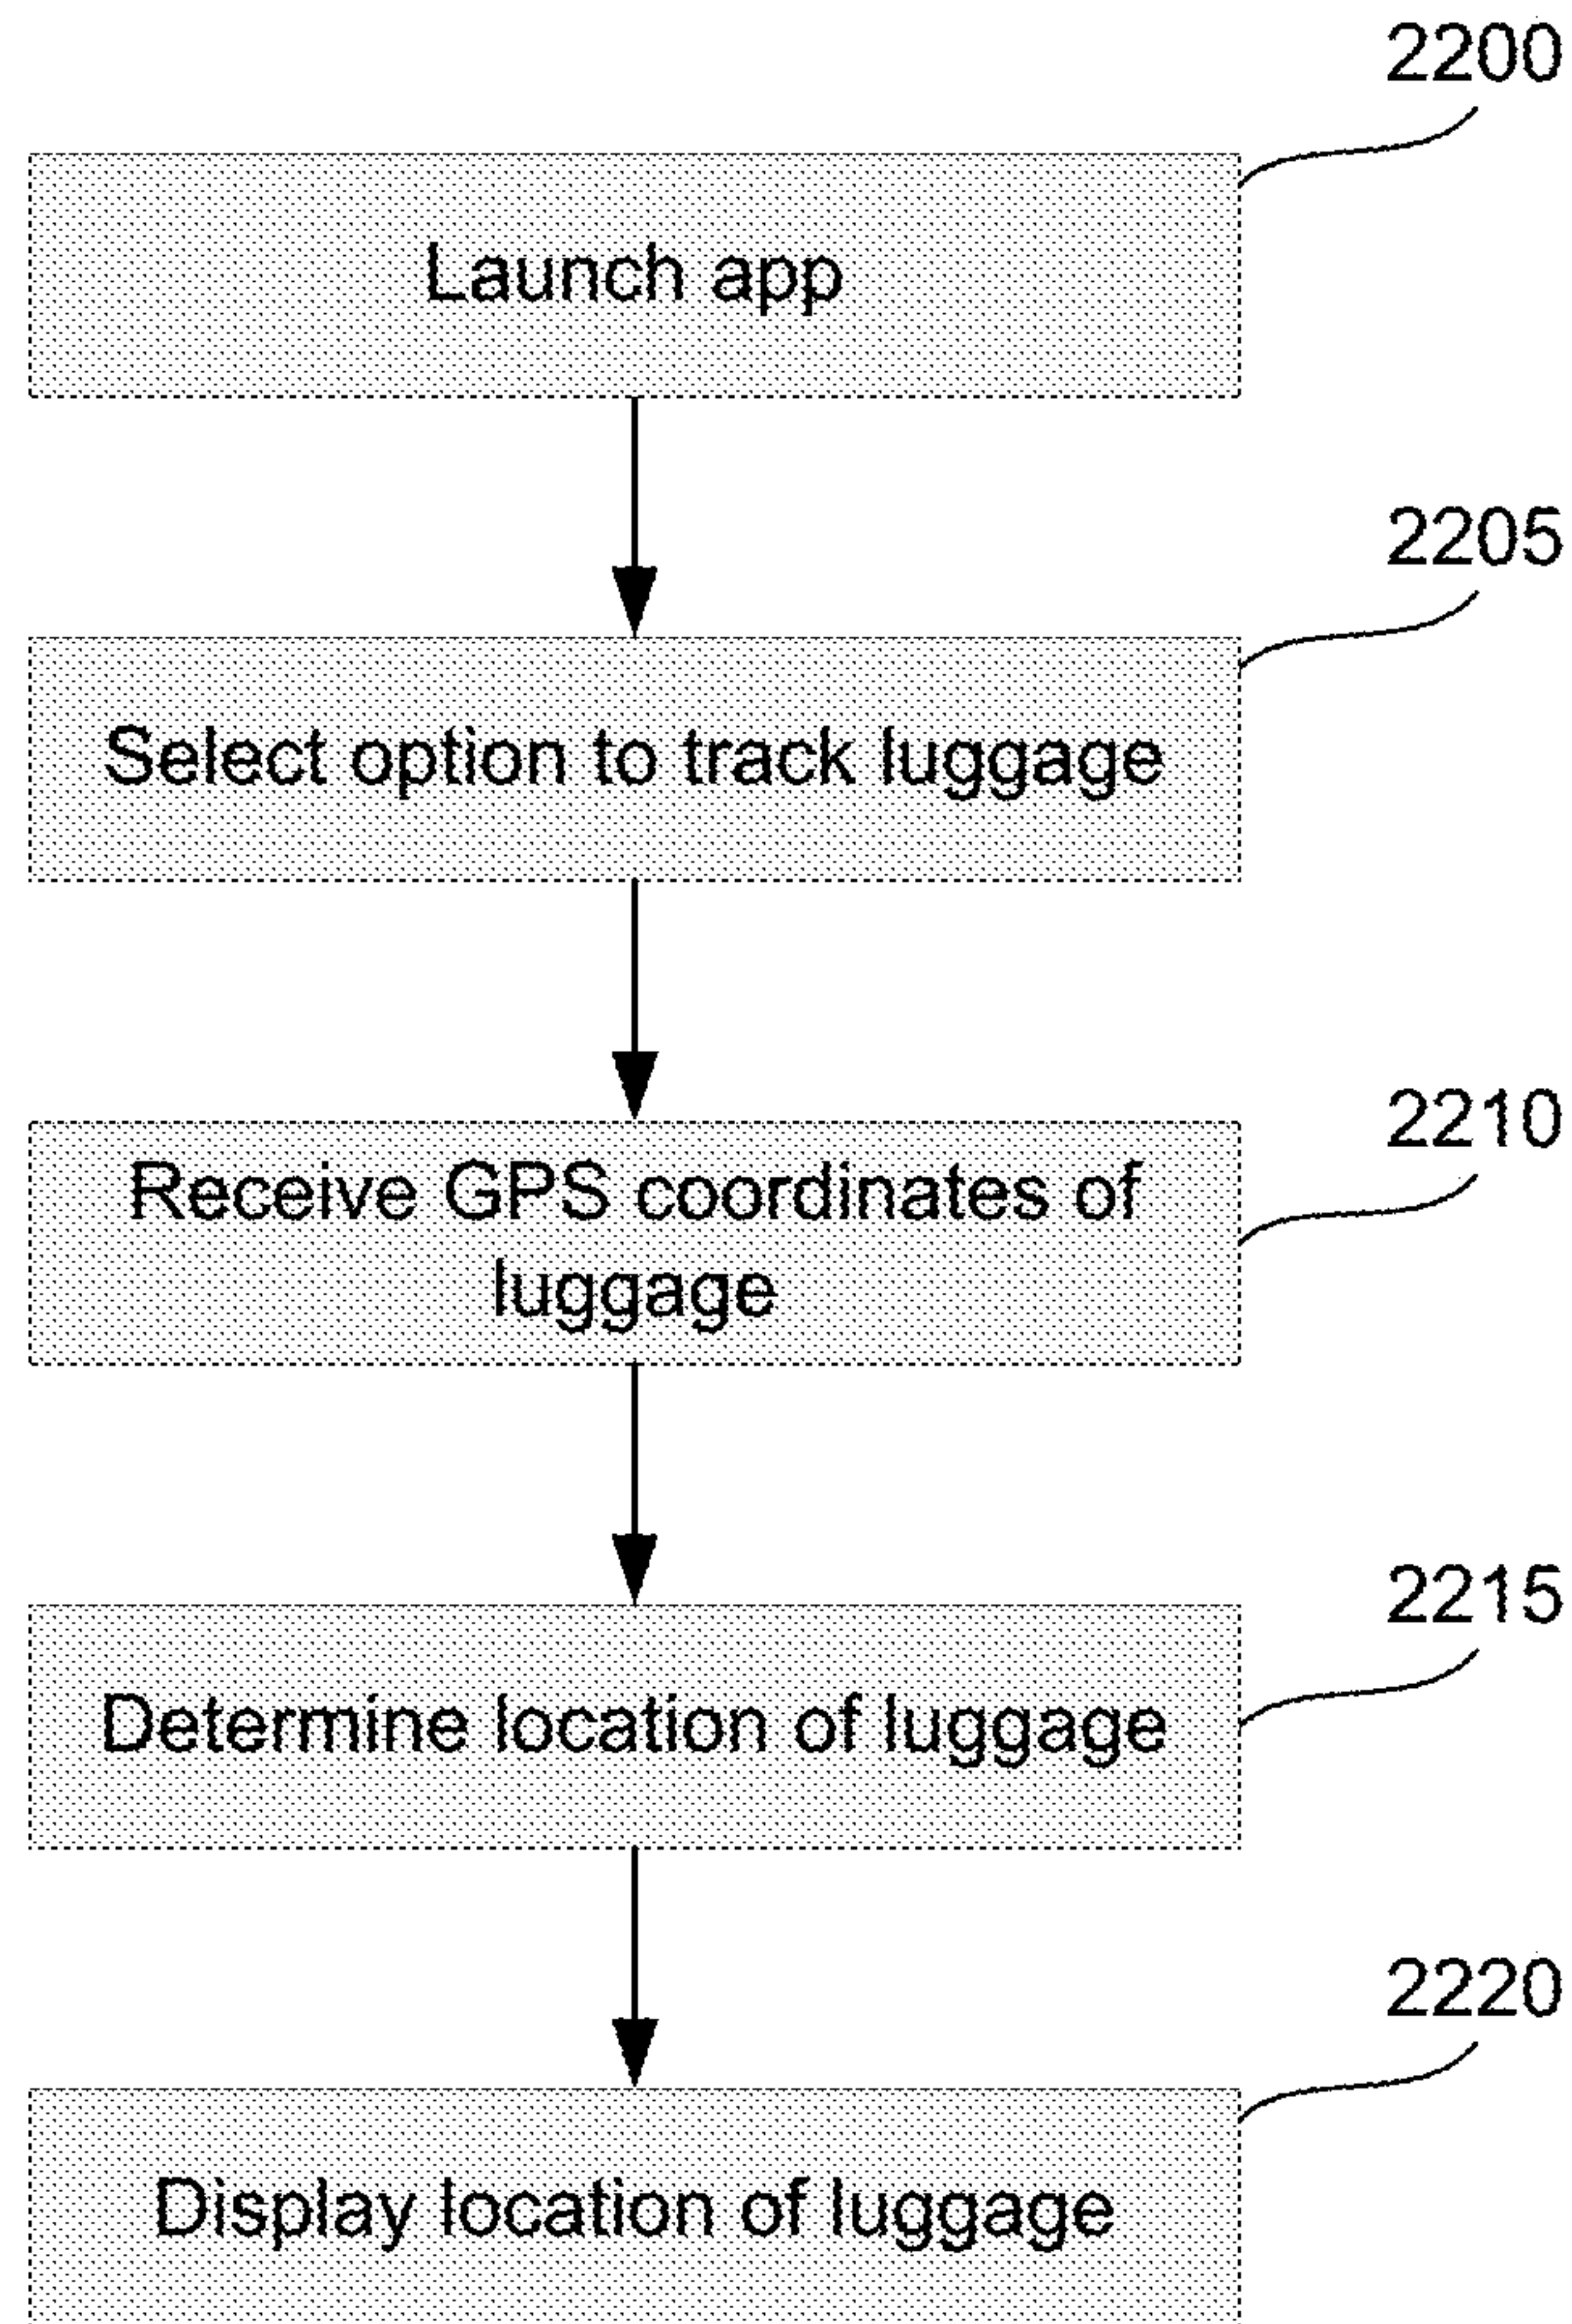 2200
Launch app
2205
Select option to track luggage
2210
Receive GPS coordinates of
luggage
2215
Determine location of luggage
2220
Display location of luggage